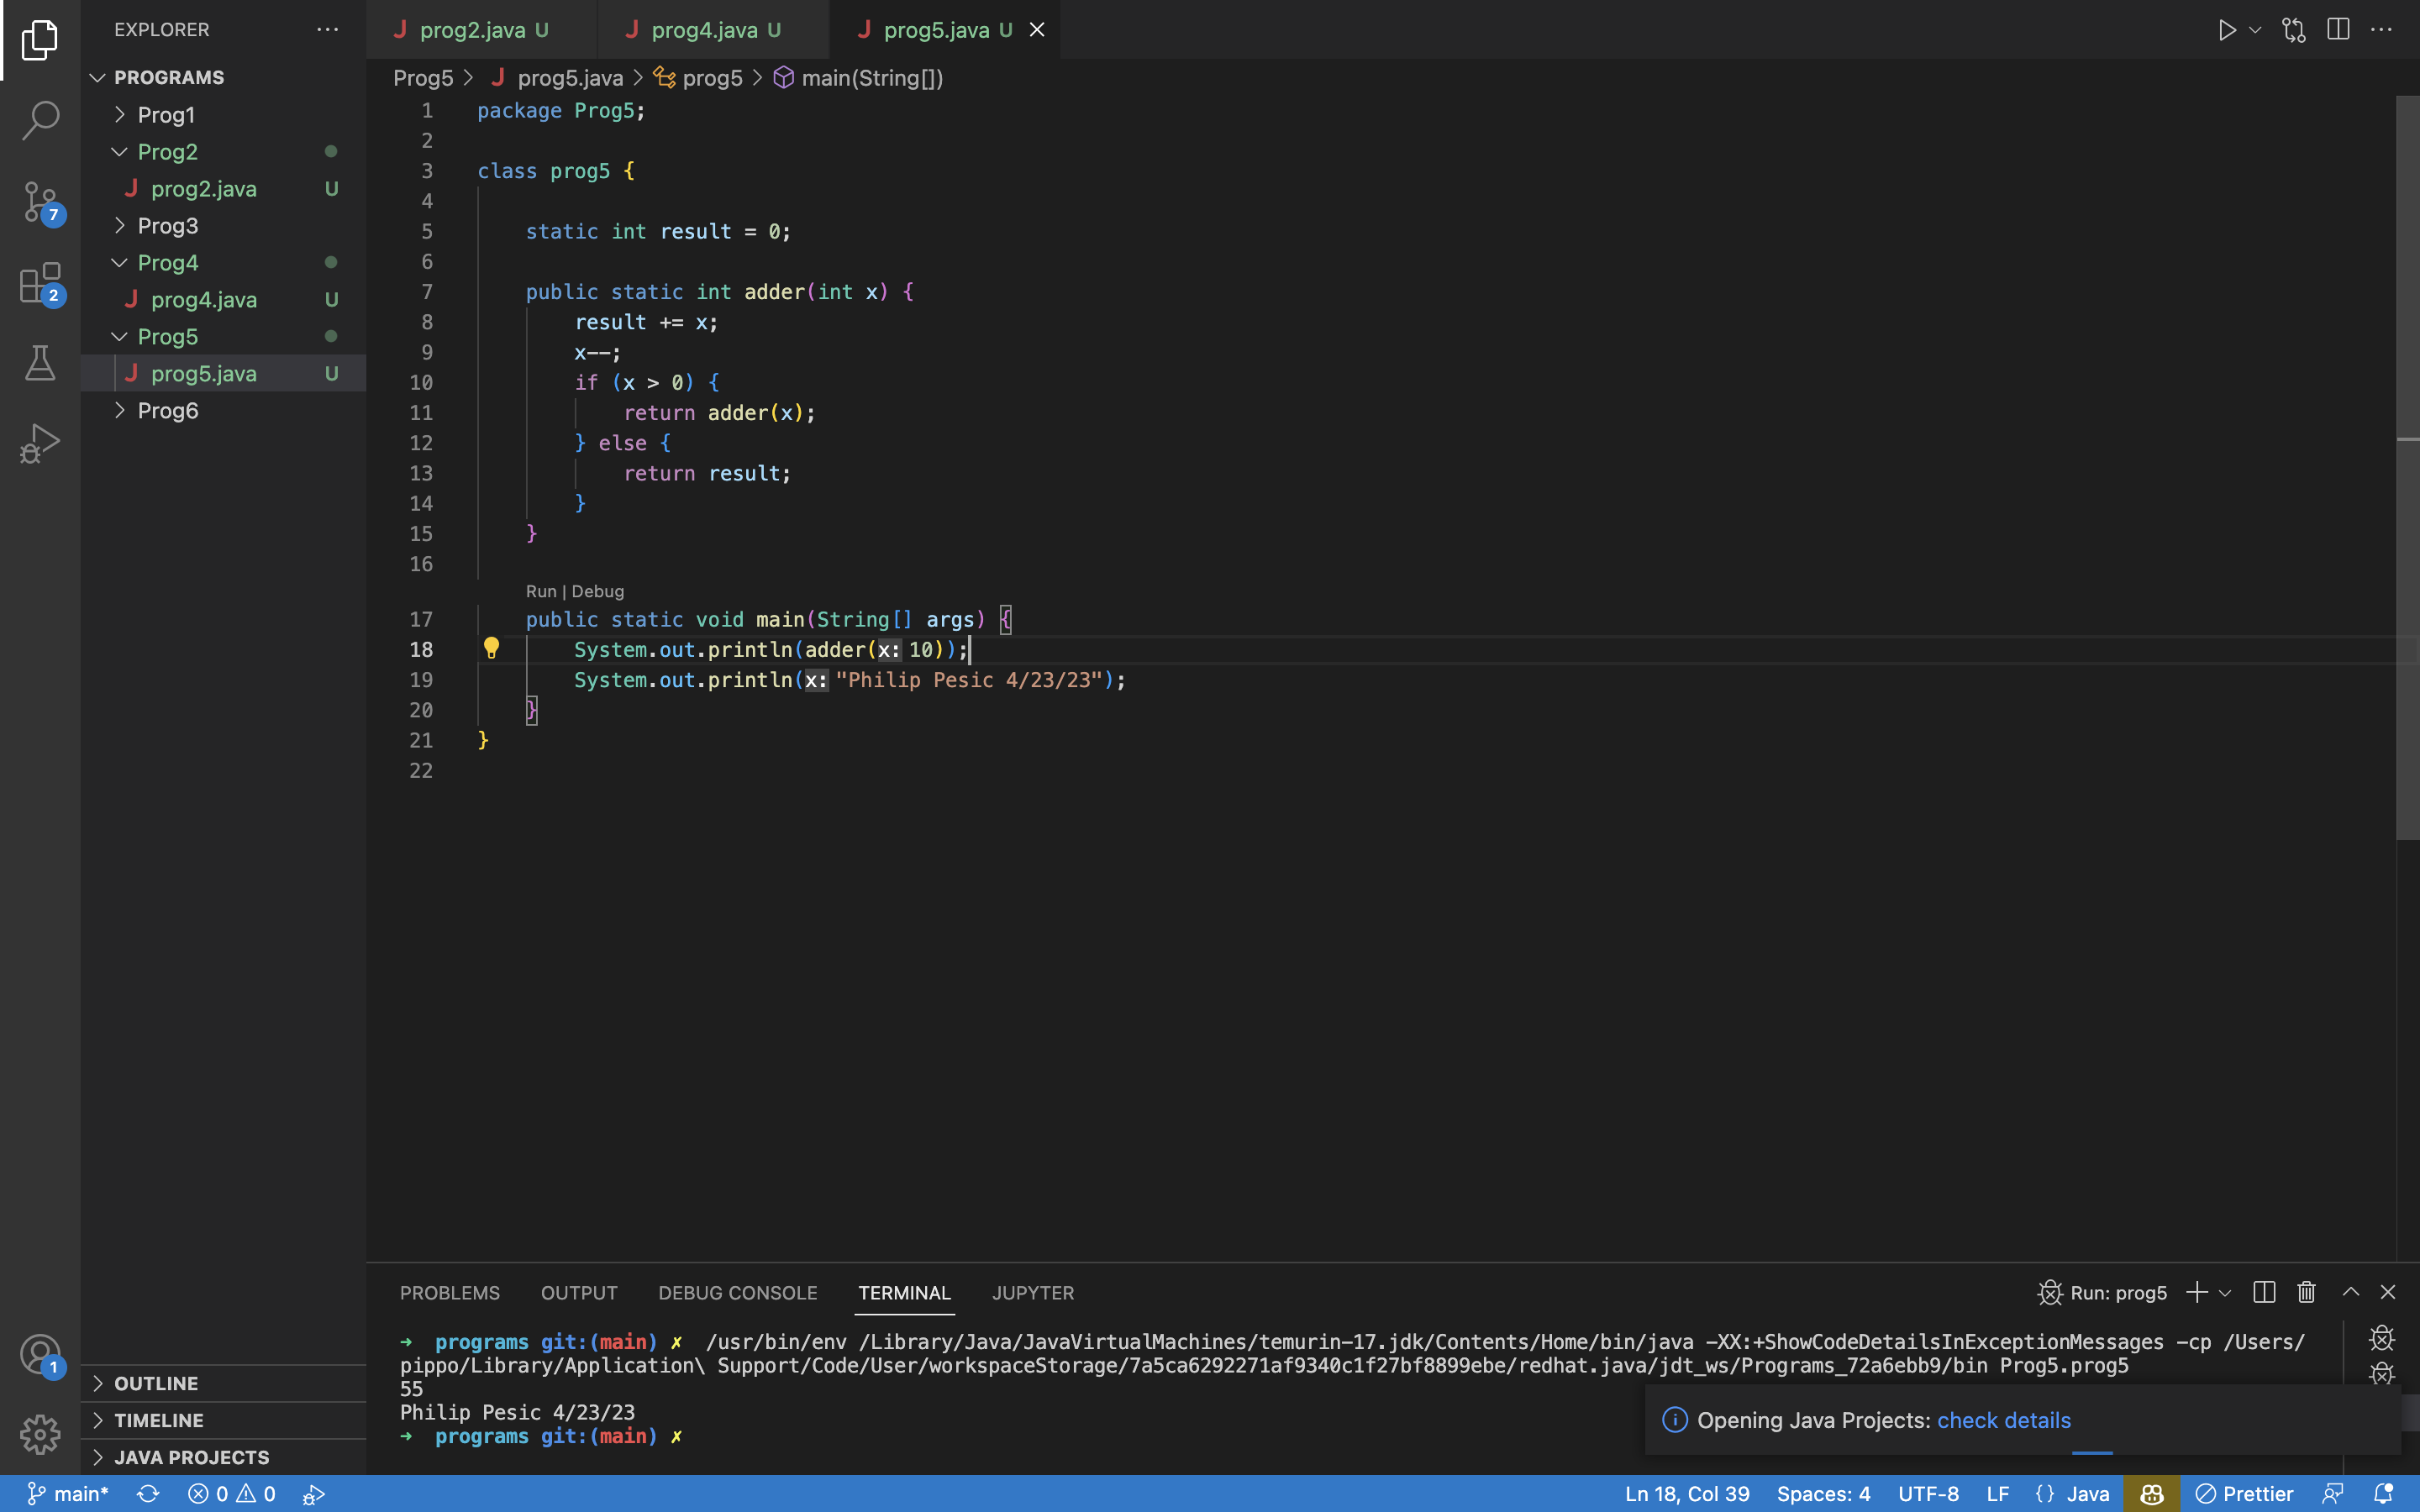 EXPLORER
PROGRAMS
Prog1
Prog2
prog2.java U
Prog3
Prog4
prog4.java U
Prog5
prog5.java U
Prog6
OUTLINE
TIMELINE
JAVA PROJECTS
7
2
1
prog2.java U prog4.java U prog5.java U
Prog5 > prog5.java > prog5 > main(String[])
1 package Prog5;
2
3 class prog5 {
4
5 static int result = 0;
6
7 public static int adder(int x) {
8 result += x;
9 x--;
10 if (x > 0) {
11 return adder(x);
12 } else {
13 return result;
14 }
15 }
16
Run | Debug
17 public static void main(String[] args) {
18 System.out.println(adder(x: 10));
19 System.out.println(x: "Philip Pesic 4/23/23");
20 }
21 }
22
PROBLEMS OUTPUT DEBUG CONSOLE TERMINAL JUPYTER Run: prog5
➜ programs git:(main) ✗ /usr/bin/env /Library/Java/JavaVirtualMachines/temurin-17.jdk/Contents/Home/bin/java -XX:+ShowCodeDetailsInExceptionMessages -cp /Users/
pippo/Library/Application\ Support/Code/User/workspaceStorage/7a5ca6292271af9340c1f27bf8899ebe/redhat.java/jdt_ws/Programs_72a6ebb9/bin Prog5.prog5
55
Philip Pesic 4/23/23
➜ programs git:(main) ✗
Opening Java Projects: check details
main* 0 0 Ln 18, Col 39 Spaces: 4 UTF-8 LF {} Java Prettier